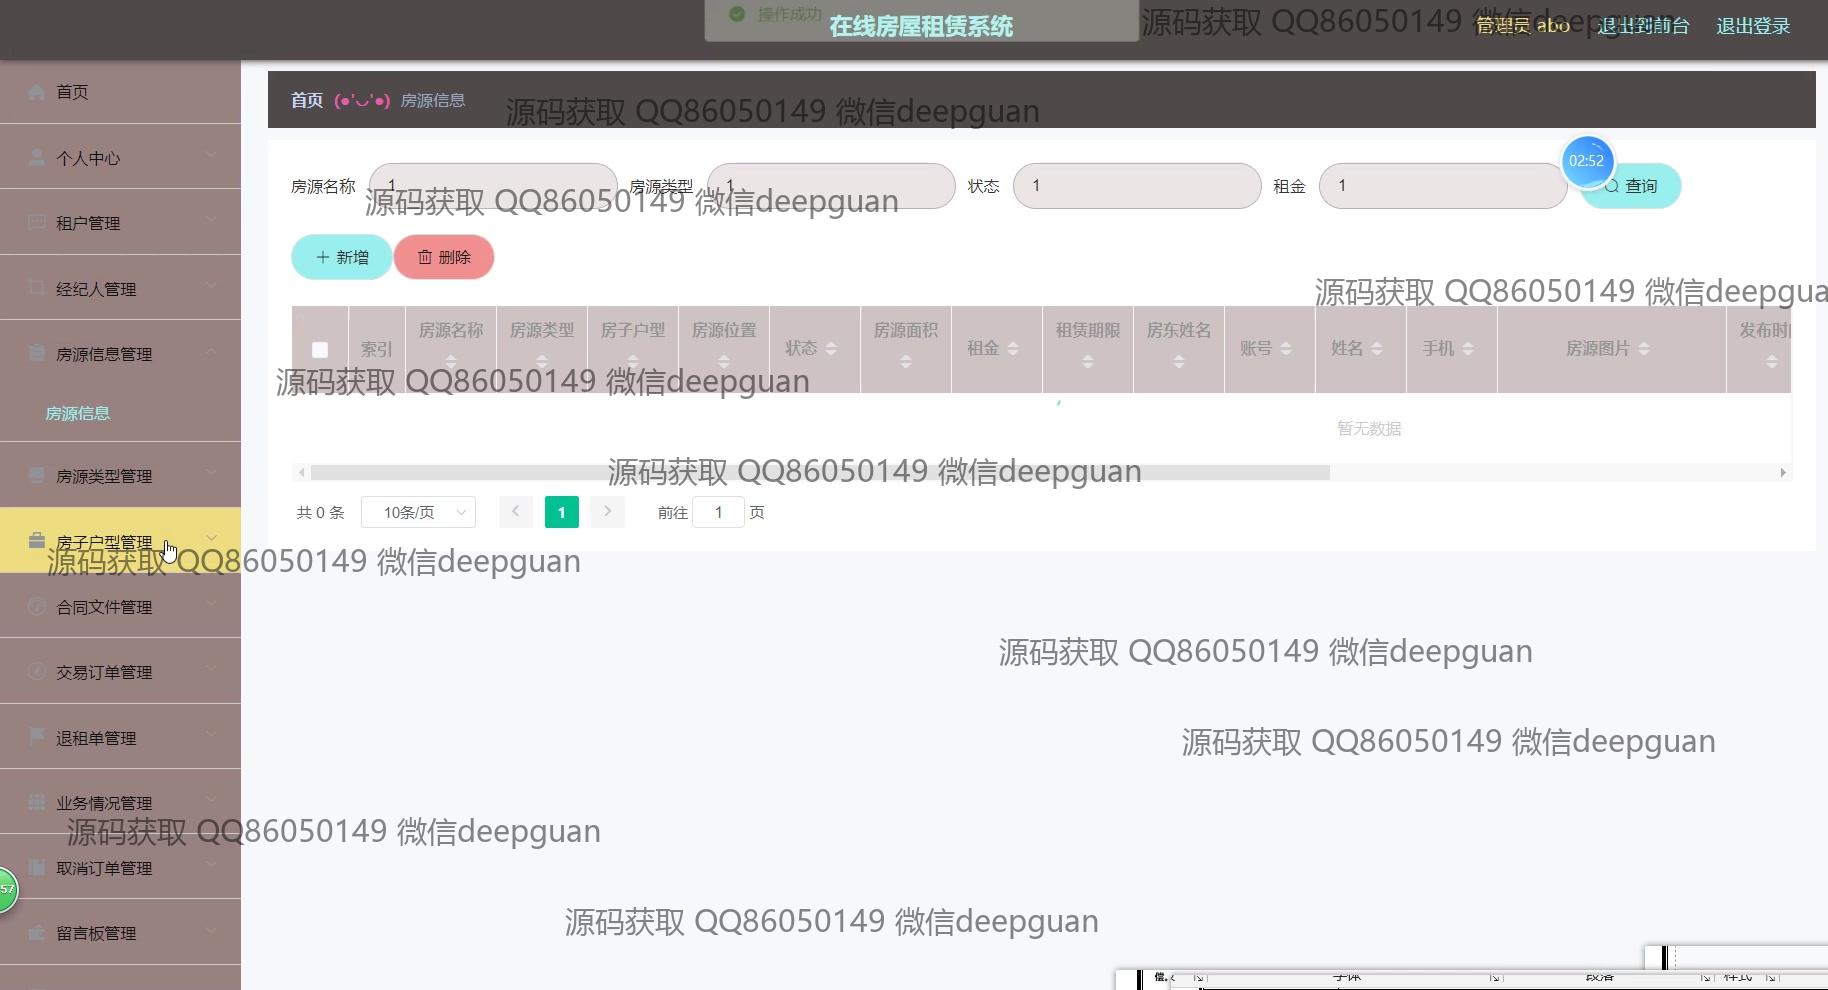 操作成功
在线房屋租赁系统
源码获取 QQ86050149 微信deepguan
管理员 abo
退出到前台
退出登录
首页
首页 (●'◡'●) 房源信息
源码获取 QQ86050149 微信deepguan
个人中心
02:52
房源名称 1 房源类型 1 状态 1 租金 1 查询
源码获取 QQ86050149 微信deepguan
租户管理
新增 删除
经纪人管理
源码获取 QQ86050149 微信deepgua
索引 房源名称 房源类型 房子户型 房源位置 状态 房源面积 租金 租赁期限 房东姓名 账号 姓名 手机 房源图片 发布时
房源信息管理
源码获取 QQ86050149 微信deepguan
房源信息
暂无数据
房源类型管理
源码获取 QQ86050149 微信deepguan
共 0 条 10条/页 1 前往 1 页
房子户型管理
源码获取 QQ86050149 微信deepguan
合同文件管理
源码获取 QQ86050149 微信deepguan
交易订单管理
退租单管理
源码获取 QQ86050149 微信deepguan
业务情况管理
源码获取 QQ86050149 微信deepguan
取消订单管理
57
源码获取 QQ86050149 微信deepguan
留言板管理
字体 段落 样式